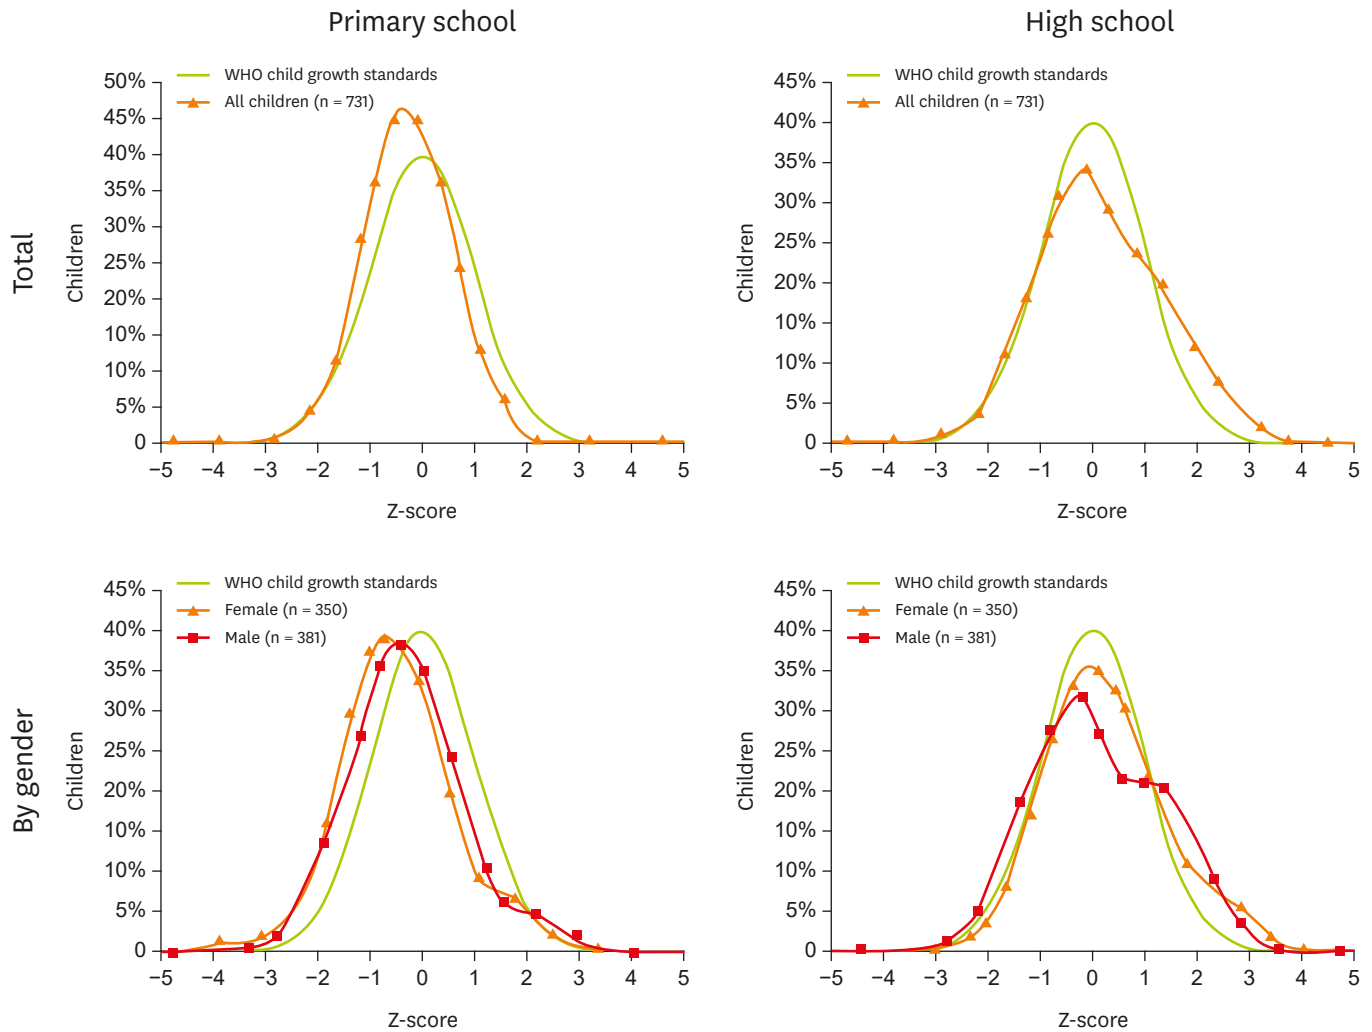 Primary school
High school
Total
Children
50%
45%
40%
35%
30%
25%
20%
10%
10%
5%
0
WHO child growth standards
All children (n = 731)
−5 −4 −3 −2 −1 0 1 2 3 4 5
Z-score
Children
45%
40%
35%
30%
25%
20%
10%
10%
5%
0
WHO child growth standards
All children (n = 731)
−5 −4 −3 −2 −1 0 1 2 3 4 5
Z-score
By gender
Children
45%
40%
35%
30%
25%
20%
10%
10%
5%
0
WHO child growth standards
Female (n = 350)
Male (n = 381)
−5 −4 −3 −2 −1 0 1 2 3 4 5
Z-score
Children
45%
40%
35%
30%
25%
20%
10%
10%
5%
0
WHO child growth standards
Female (n = 350)
Male (n = 381)
−5 −4 −3 −2 −1 0 1 2 3 4 5
Z-score